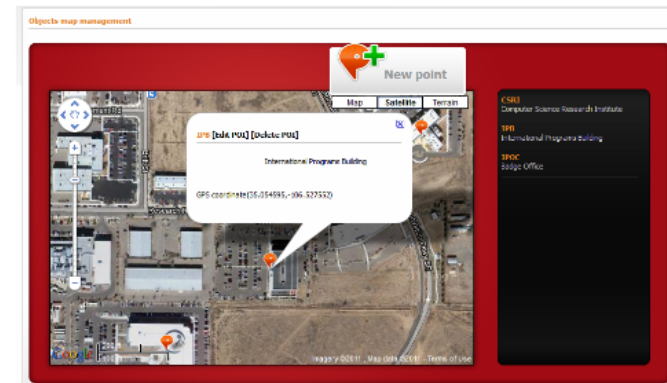 Objects map management
New point
Map Satellite Terrain
IPB [Edit POI] [Delete POI]
International Programs Building
GPS coordinate(35.054595,-106.527552)
CSRI
Computer Science Research Institute
IPB
International Programs Building
IPOC
Badge Office
Google
Imagery ©2011 , Map data ©2011 - Terms of Use